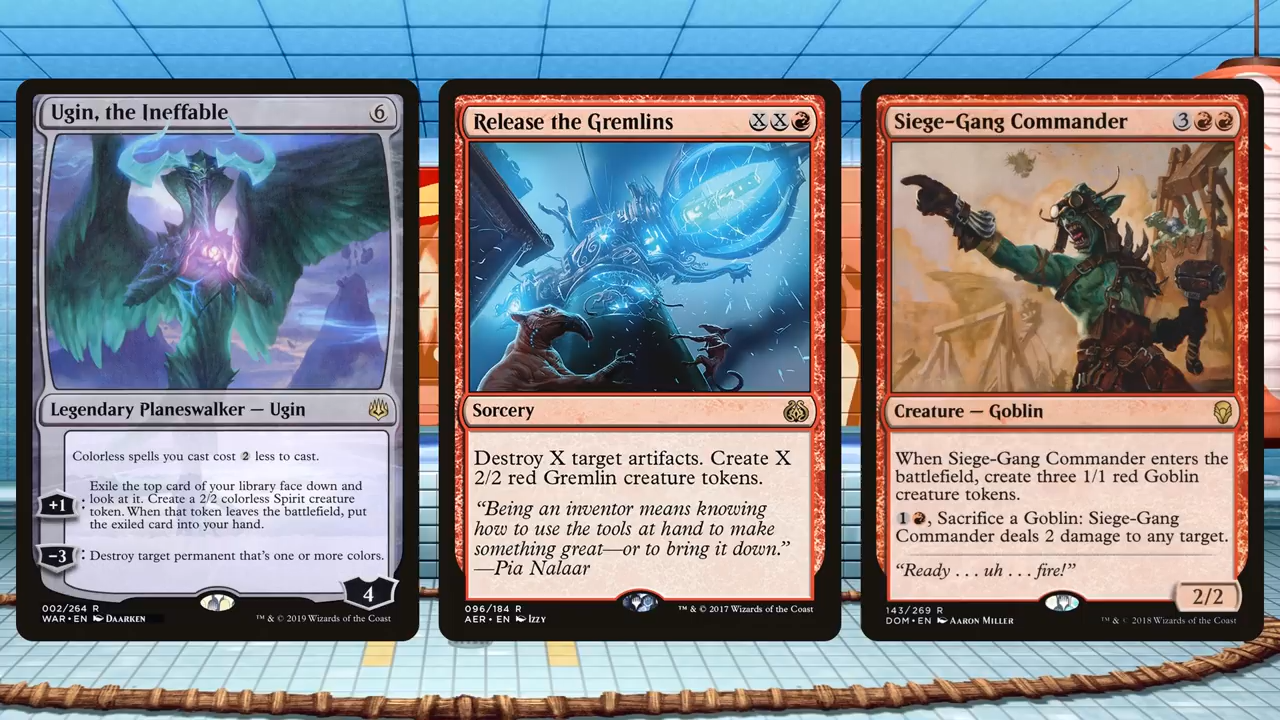 Ugin, the Ineffable
6
Legendary Planeswalker — Ugin
Colorless spells you cast cost 2 less to cast.
+1: Exile the top card of your library face down and
look at it. Create a 2/2 colorless Spirit creature
token. When that token leaves the battlefield, put
the exiled card into your hand.
−3: Destroy target permanent that's one or more colors.
4
002/264 R
WAR • EN DAARKEN
™ & © 2019 Wizards of the Coast
Release the Gremlins
X X
Sorcery
Destroy X target artifacts. Create X
2/2 red Gremlin creature tokens.
“Being an inventor means knowing
how to use the tools at hand to make
something great—or to bring it down.”
—Pia Nalaar
096/184 R
AER • EN IZZY
™ & © 2017 Wizards of the Coast
Siege-Gang Commander
3
Creature — Goblin
When Siege-Gang Commander enters the
battlefield, create three 1/1 red Goblin
creature tokens.
1, Sacrifice a Goblin: Siege-Gang
Commander deals 2 damage to any target.
“Ready . . . uh . . . fire!”
2/2
143/269 R
DOM • EN AARON MILLER
™ & © 2018 Wizards of the Coast